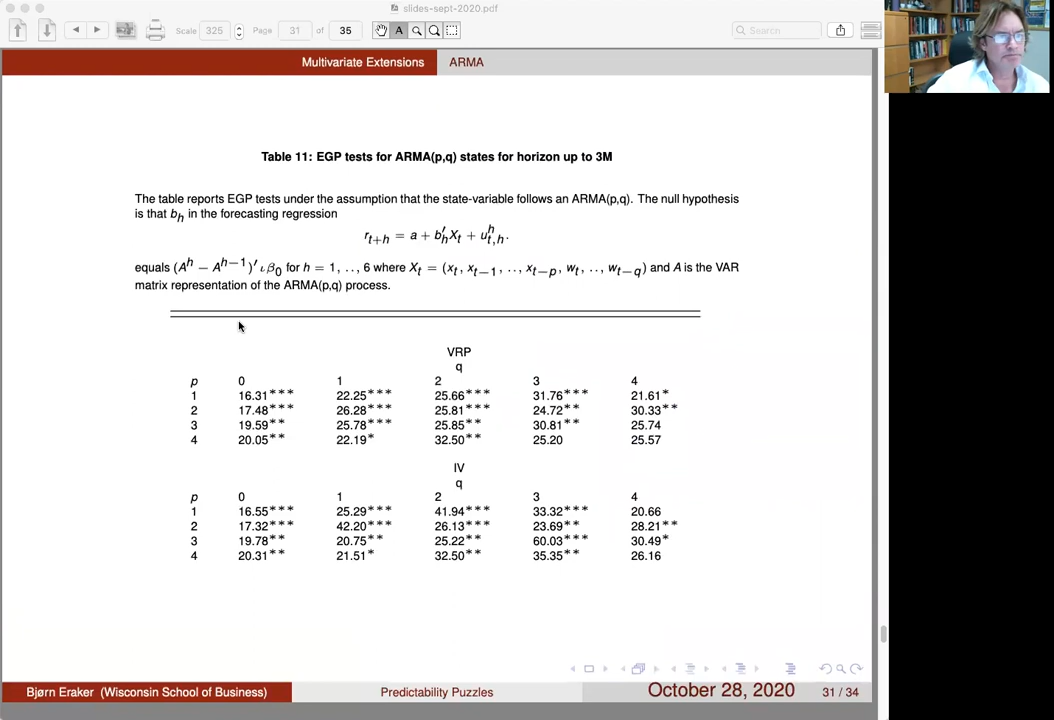 slides-sept-2020.pdf
Scale 325 Page 31 of 35 A Search
Multivariate Extensions ARMA
Table 11: EGP tests for ARMA(p,q) states for horizon up to 3M
The table reports EGP tests under the assumption that the state-variable follows an ARMA(p,q). The null hypothesis
is that b_h in the forecasting regression
r_{t+h} = a + b'_h X_t + u^h_{t,h}.
equals (A^h − A^{h−1})′ιβ_0 for h = 1, .., 6 where X_t = (x_t, x_{t−1}, .., x_{t−p}, w_t, .., w_{t−q}) and A is the VAR
matrix representation of the ARMA(p,q) process.
VRP
q
p 0 1 2 3 4
1 16.31*** 22.25*** 25.66*** 31.76*** 21.61*
2 17.48*** 26.28*** 25.81*** 24.72** 30.33**
3 19.59** 25.78*** 25.85** 30.81** 25.74
4 20.05** 22.19* 32.50** 25.20 25.57
IV
q
p 0 1 2 3 4
1 16.55*** 25.29*** 41.94*** 33.32*** 20.66
2 17.32*** 42.20*** 26.13*** 23.69** 28.21**
3 19.78** 20.75** 25.22** 60.03*** 30.49*
4 20.31** 21.51* 32.50** 35.35** 26.16
Bjørn Eraker (Wisconsin School of Business) Predictability Puzzles October 28, 2020 31 / 34